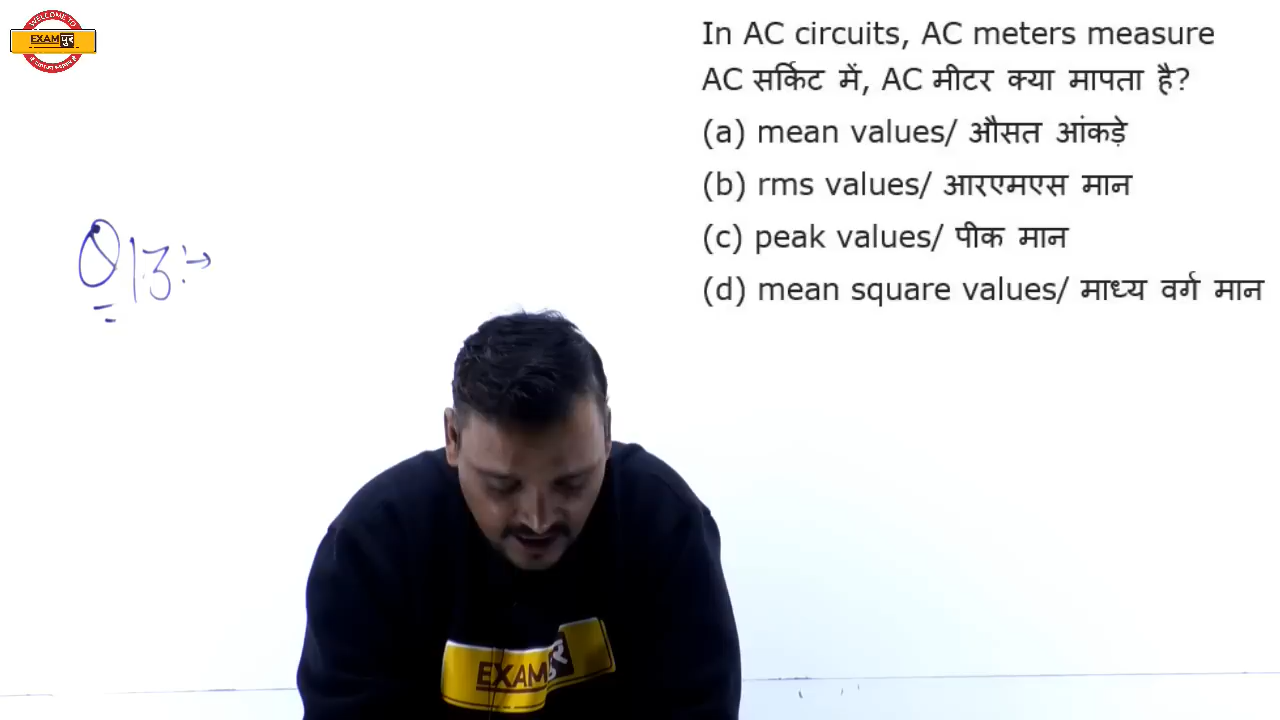 WELCOME TO
EXAMपुर
In AC circuits, AC meters measure
AC सर्किट में, AC मीटर क्या मापता है?
(a) mean values/ औसत आंकड़े
(b) rms values/ आरएमएस मान
(c) peak values/ पीक मान
(d) mean square values/ माध्य वर्ग मान
Q13:→
EXAMपुर